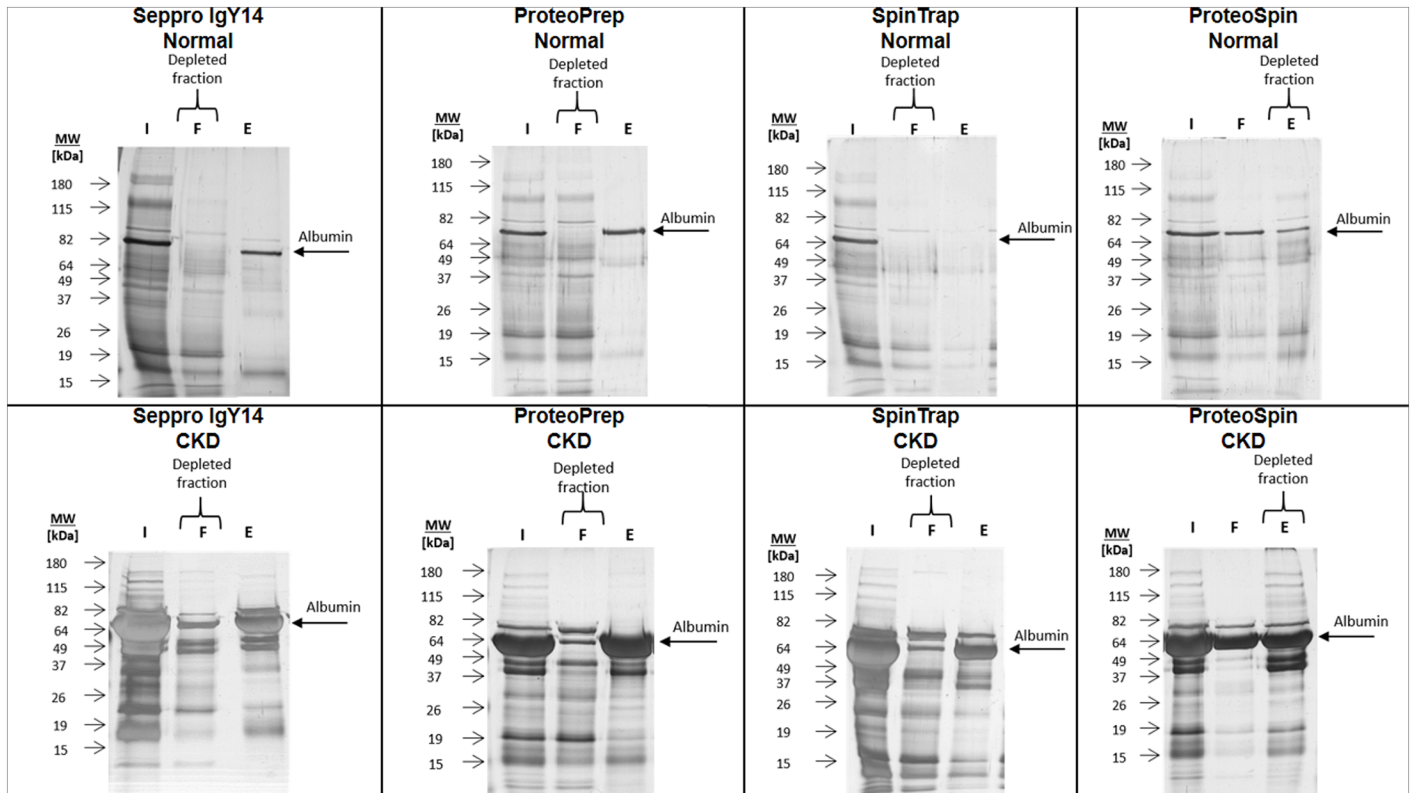 Seppro IgY14
Normal
Depleted
fraction
I F E
MW
[kDa]
180
115
82
64
49
37
26
19
15
Albumin
ProteoPrep
Normal
Depleted
fraction
I F E
MW
[kDa]
180
115
82
64
49
37
26
19
15
Albumin
SpinTrap
Normal
Depleted
fraction
I F E
MW
[kDa]
180
115
82
64
49
37
26
19
15
Albumin
ProteoSpin
Normal
Depleted
fraction
I F E
MW
[kDa]
180
115
82
64
49
37
26
19
15
Albumin
Seppro IgY14
CKD
Depleted
fraction
I F E
MW
[kDa]
180
115
82
64
49
37
26
19
15
Albumin
ProteoPrep
CKD
Depleted
fraction
I F E
MW
[kDa]
180
115
82
64
49
37
26
19
15
Albumin
SpinTrap
CKD
Depleted
fraction
I F E
MW
[kDa]
180
115
82
64
49
37
26
19
15
Albumin
ProteoSpin
CKD
Depleted
fraction
I F E
MW
[kDa]
180
115
82
64
49
37
26
19
15
Albumin